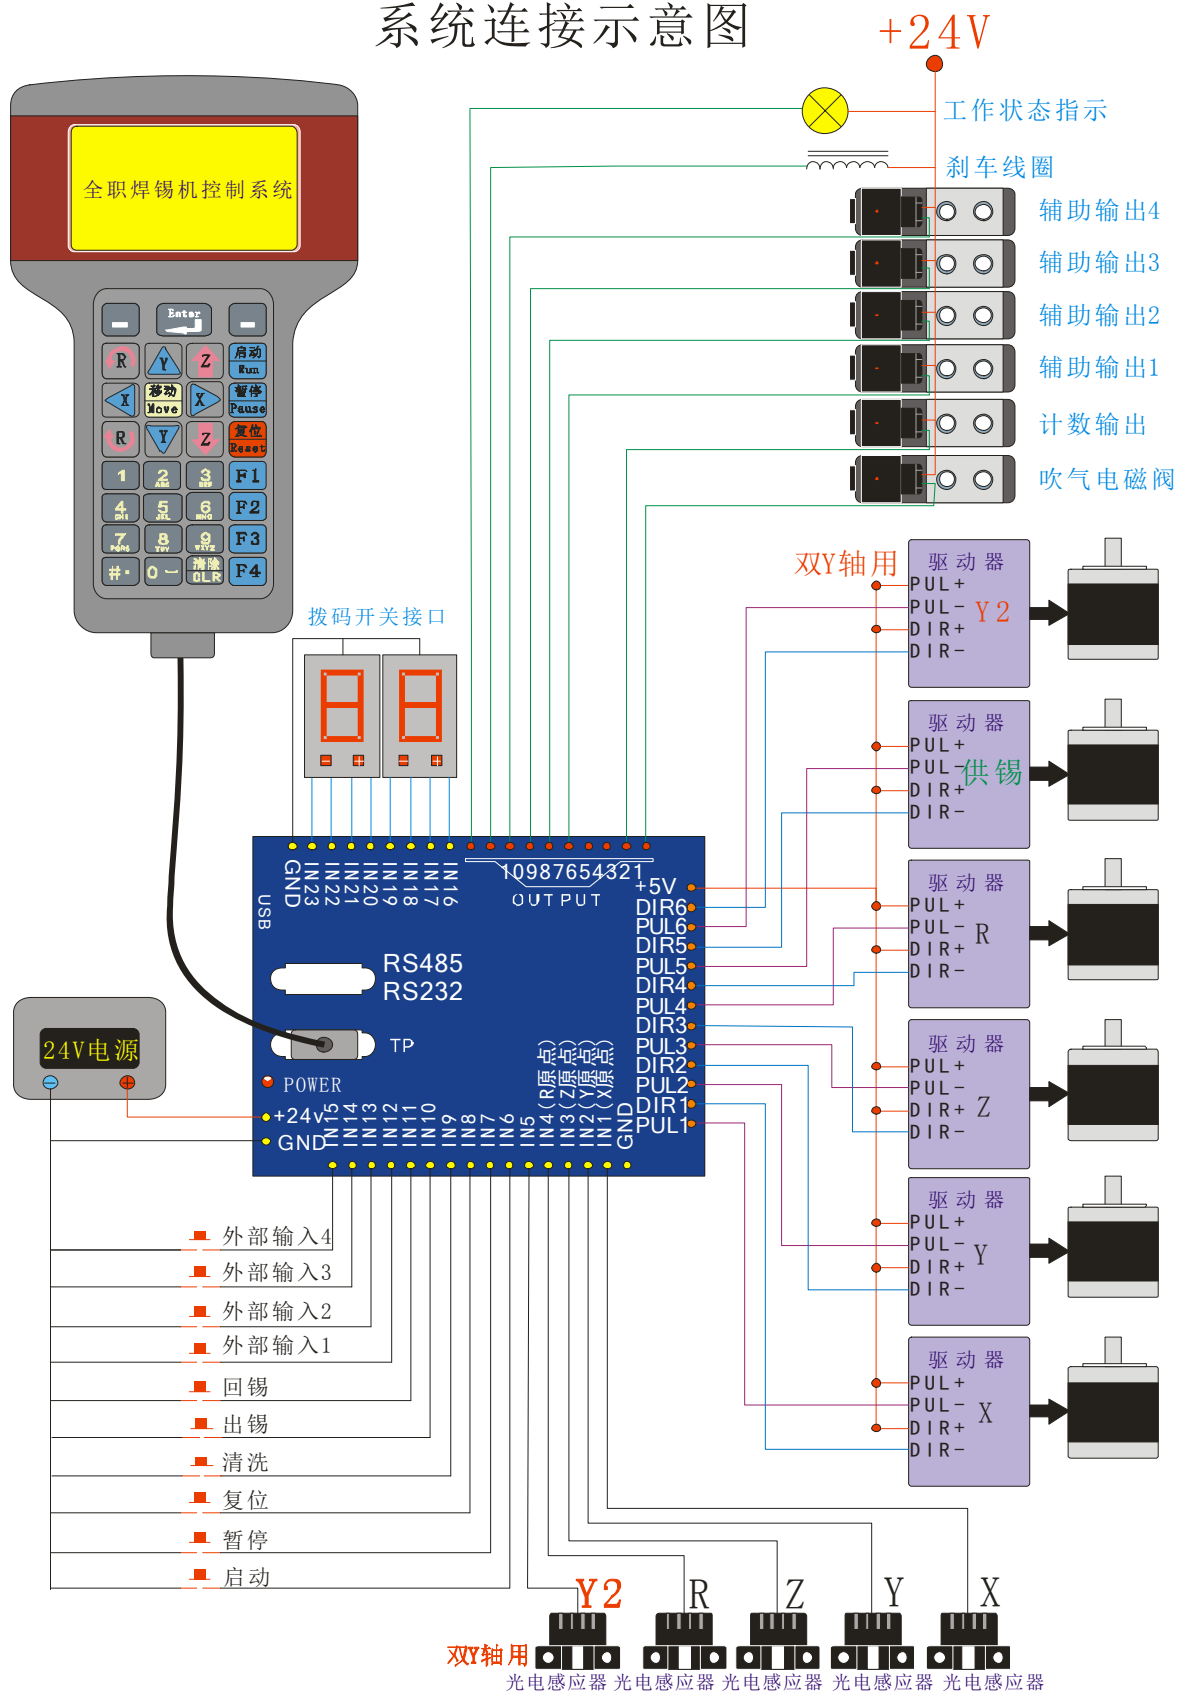 系统连接示意图
+24V
工作状态指示
刹车线圈
辅助输出4
辅助输出3
辅助输出2
辅助输出1
计数输出
吹气电磁阀
全职焊锡机控制系统
Enter
R
Y
Z
启动
Run
X
移动
Move
X
暂停
Pause
R
Y
Z
复位
Reset
1
2
ABC
3
DEF
F1
4
GHI
5
JKL
6
MNO
F2
7
PQRS
8
TUV
9
WXYZ
F3
#·
0
清除
CLR
F4
拨码开关接口
双Y轴用
驱动器
PUL+
PUL-
DIR+
DIR-
Y2
驱动器
PUL+
PUL-
DIR+
DIR-
供锡
驱动器
PUL+
PUL-
DIR+
DIR-
R
驱动器
PUL+
PUL-
DIR+
DIR-
Z
驱动器
PUL+
PUL-
DIR+
DIR-
Y
驱动器
PUL+
PUL-
DIR+
DIR-
X
GND
IN23
IN22
IN21
IN20
IN19
IN18
IN17
IN16
10987654321
OUTPUT
USB
RS485
RS232
TP
POWER
+24v
GND
+5V
DIR6
PUL6
DIR5
PUL5
DIR4
PUL4
DIR3
PUL3
DIR2
PUL2
DIR1
PUL1
IN15
IN14
IN13
IN12
IN11
IN10
IN9
IN8
IN7
IN6
IN5
IN4(R原点)
IN3(Z原点)
IN2(Y原点)
IN1(X原点)
GND
24V电源
外部输入4
外部输入3
外部输入2
外部输入1
回锡
出锡
清洗
复位
暂停
启动
Y2
R
Z
Y
X
双Y轴用
光电感应器 光电感应器 光电感应器 光电感应器 光电感应器